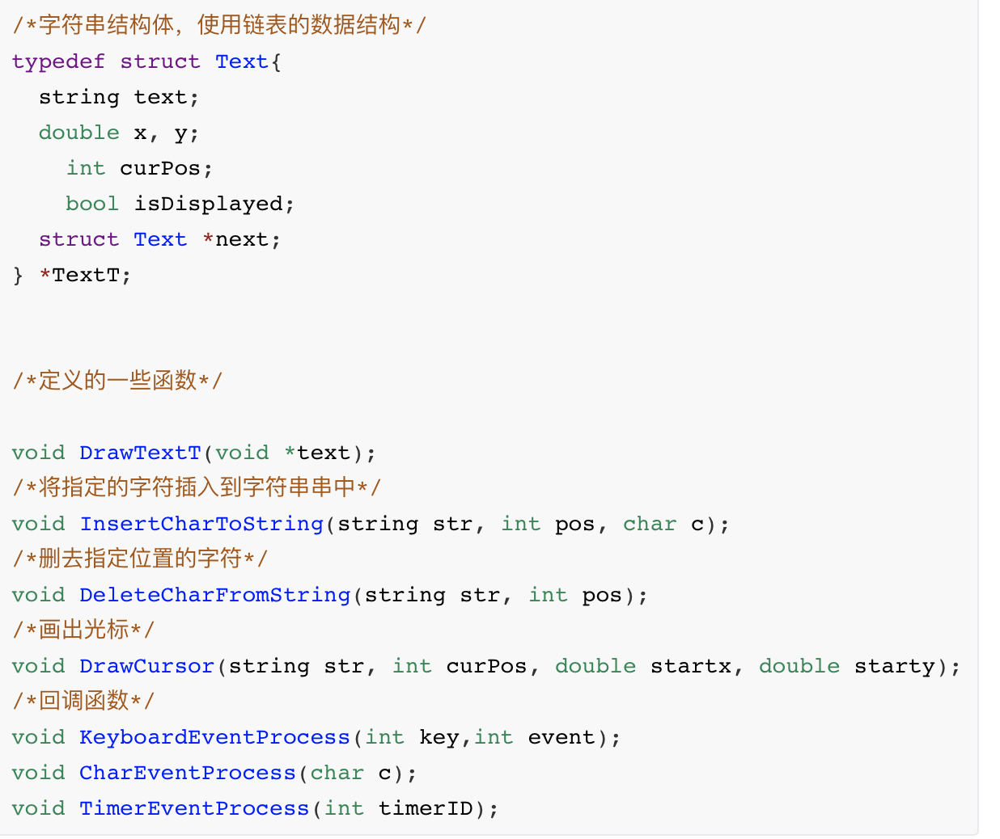 /*字符串结构体，使用链表的数据结构*/
typedef struct Text{
  string text;
  double x, y;
    int curPos;
    bool isDisplayed;
  struct Text *next;
} *TextT;
/*定义的一些函数*/
void DrawTextT(void *text);
/*将指定的字符插入到字符串串中*/
void InsertCharToString(string str, int pos, char c);
/*删去指定位置的字符*/
void DeleteCharFromString(string str, int pos);
/*画出光标*/
void DrawCursor(string str, int curPos, double startx, double starty);
/*回调函数*/
void KeyboardEventProcess(int key,int event);
void CharEventProcess(char c);
void TimerEventProcess(int timerID);